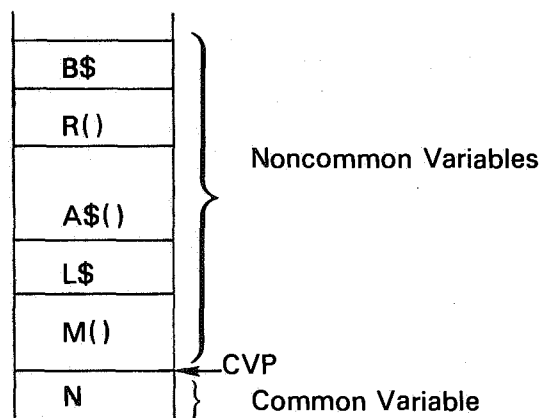 B$
R()
Noncommon Variables
A$()
L$
M()
CVP
N
Common Variable